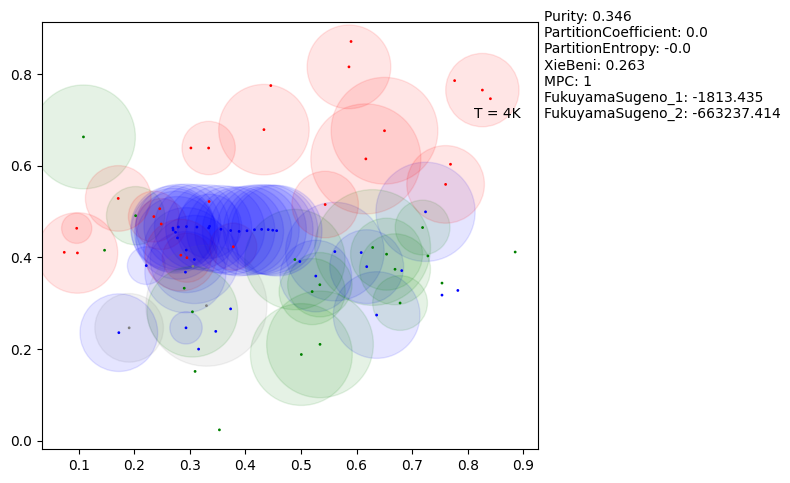 Purity: 0.346
PartitionCoefficient: 0.0
PartitionEntropy: -0.0
XieBeni: 0.263
MPC: 1
FukuyamaSugeno_1: -1813.435
FukuyamaSugeno_2: -663237.414
T = 4K
0.8
0.6
0.4
0.2
0.0
0.1 0.2 0.3 0.4 0.5 0.6 0.7 0.8 0.9